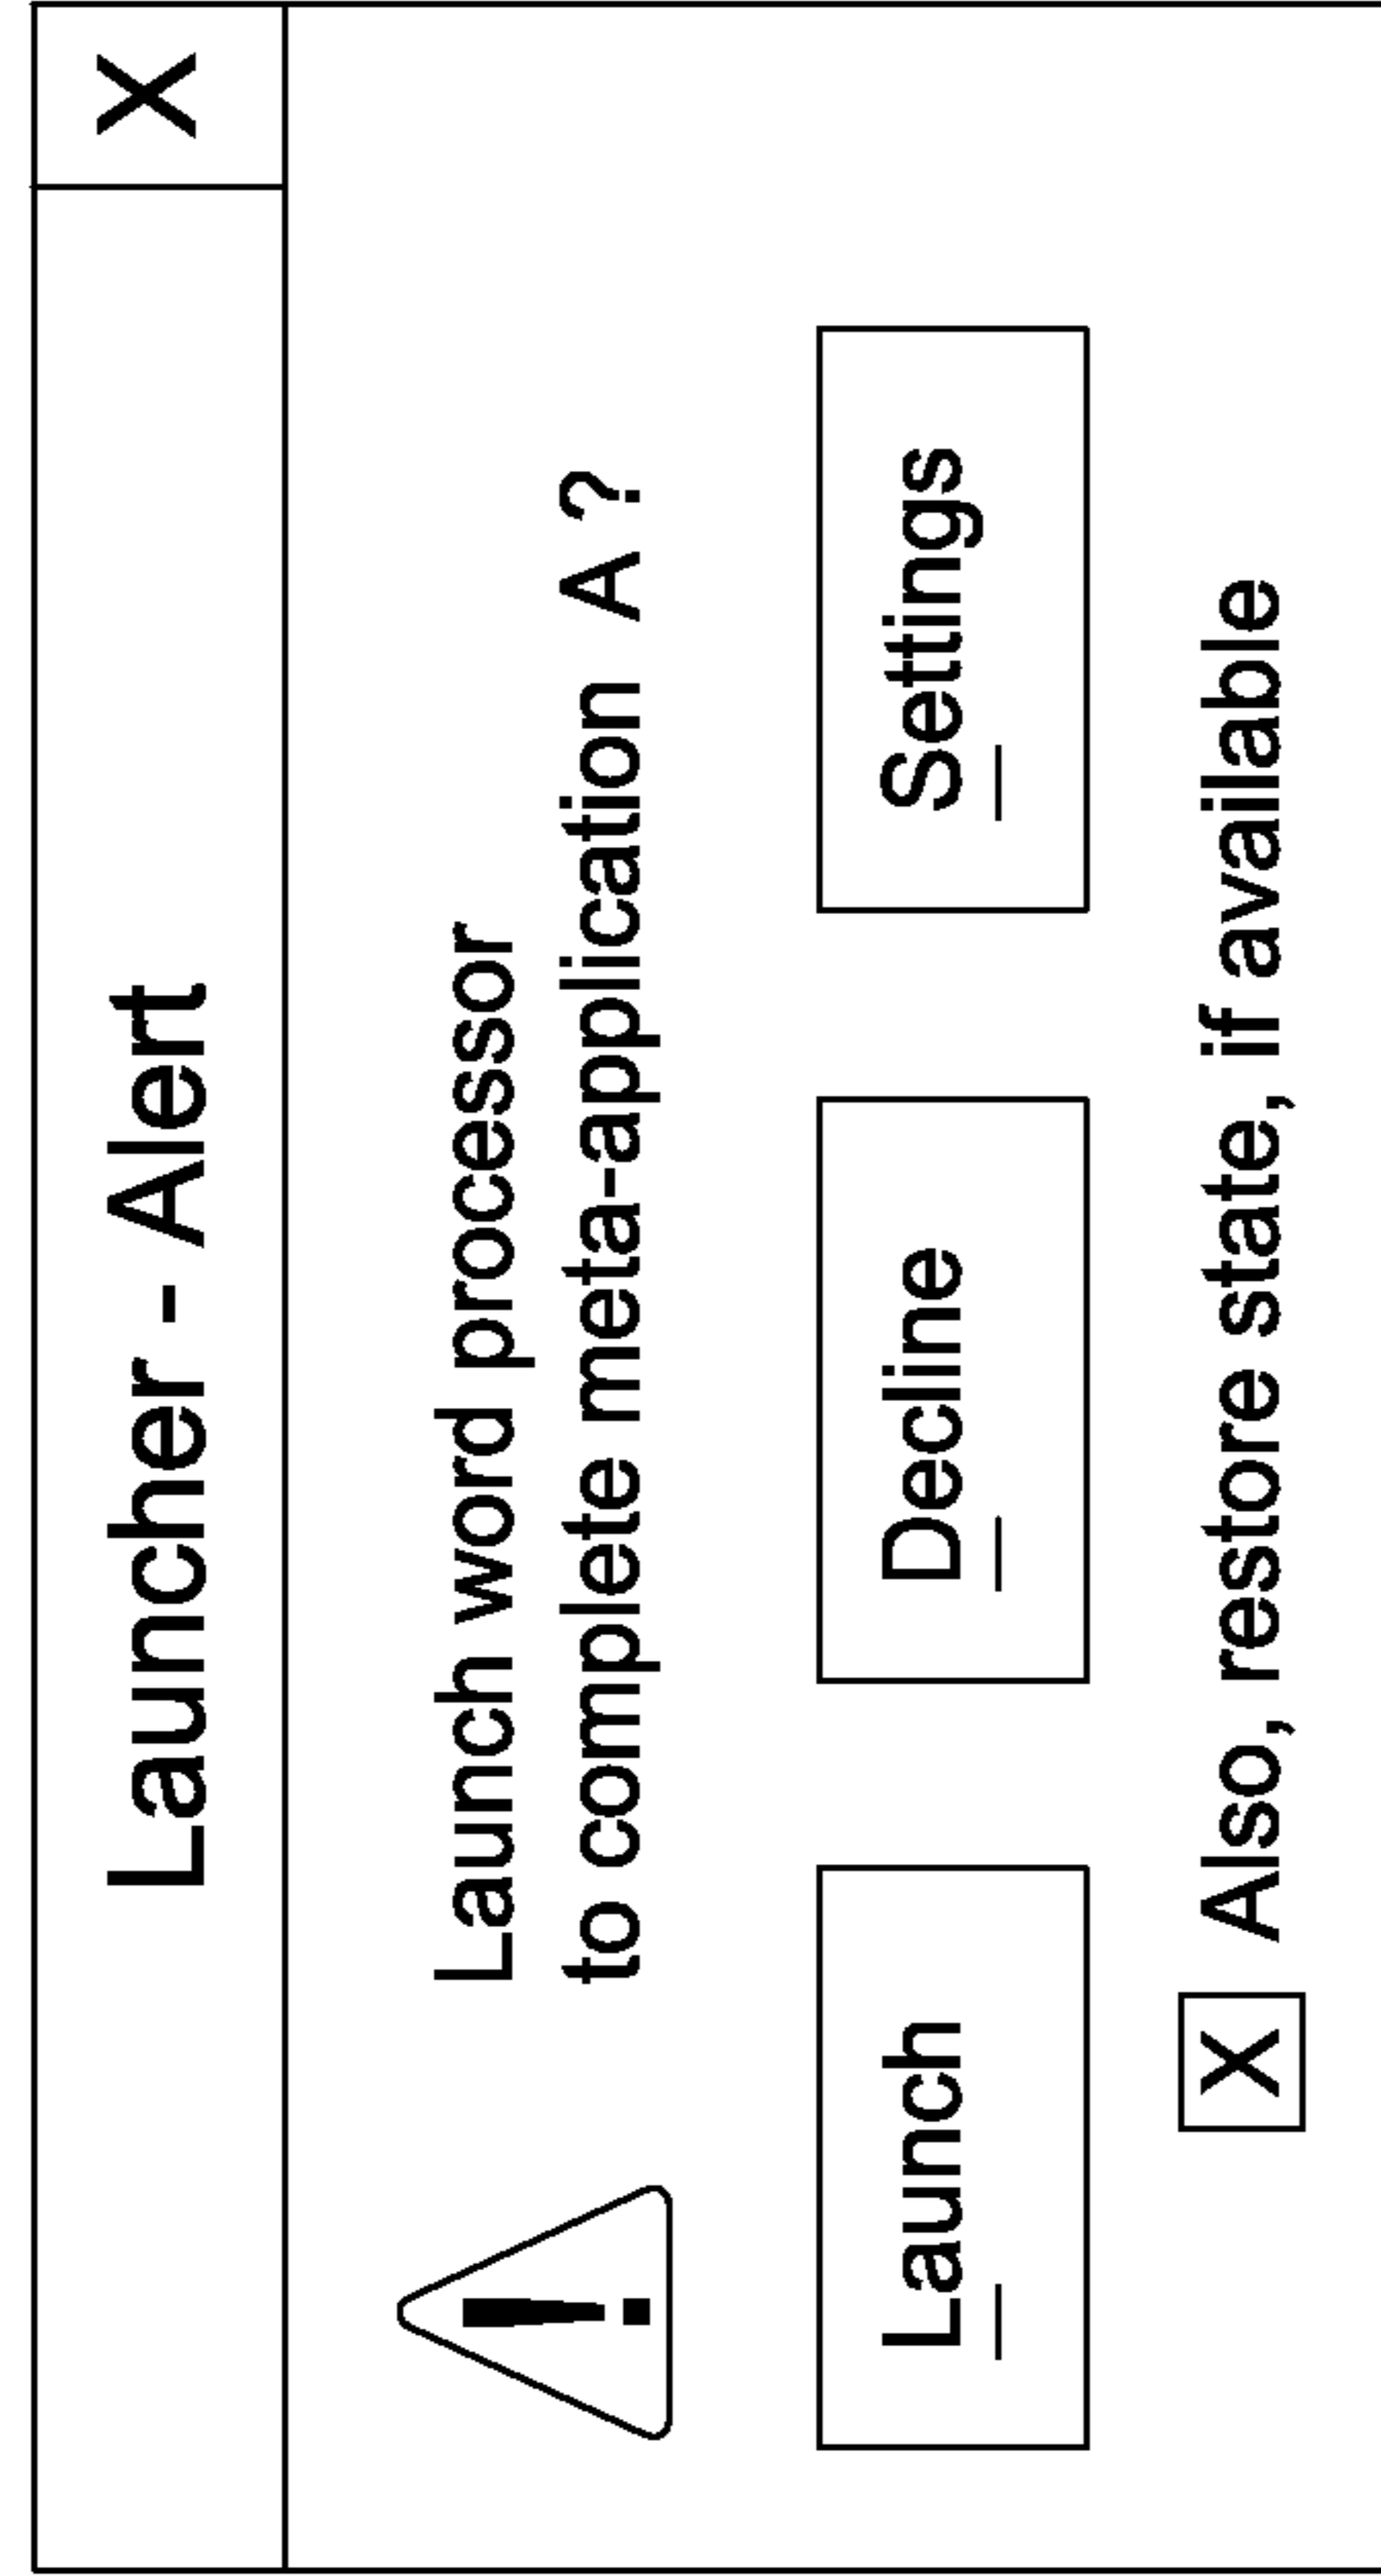 Launcher - Alert X
! Launch word processor
to complete meta-application A ?
Launch Decline Settings
X Also, restore state, if available